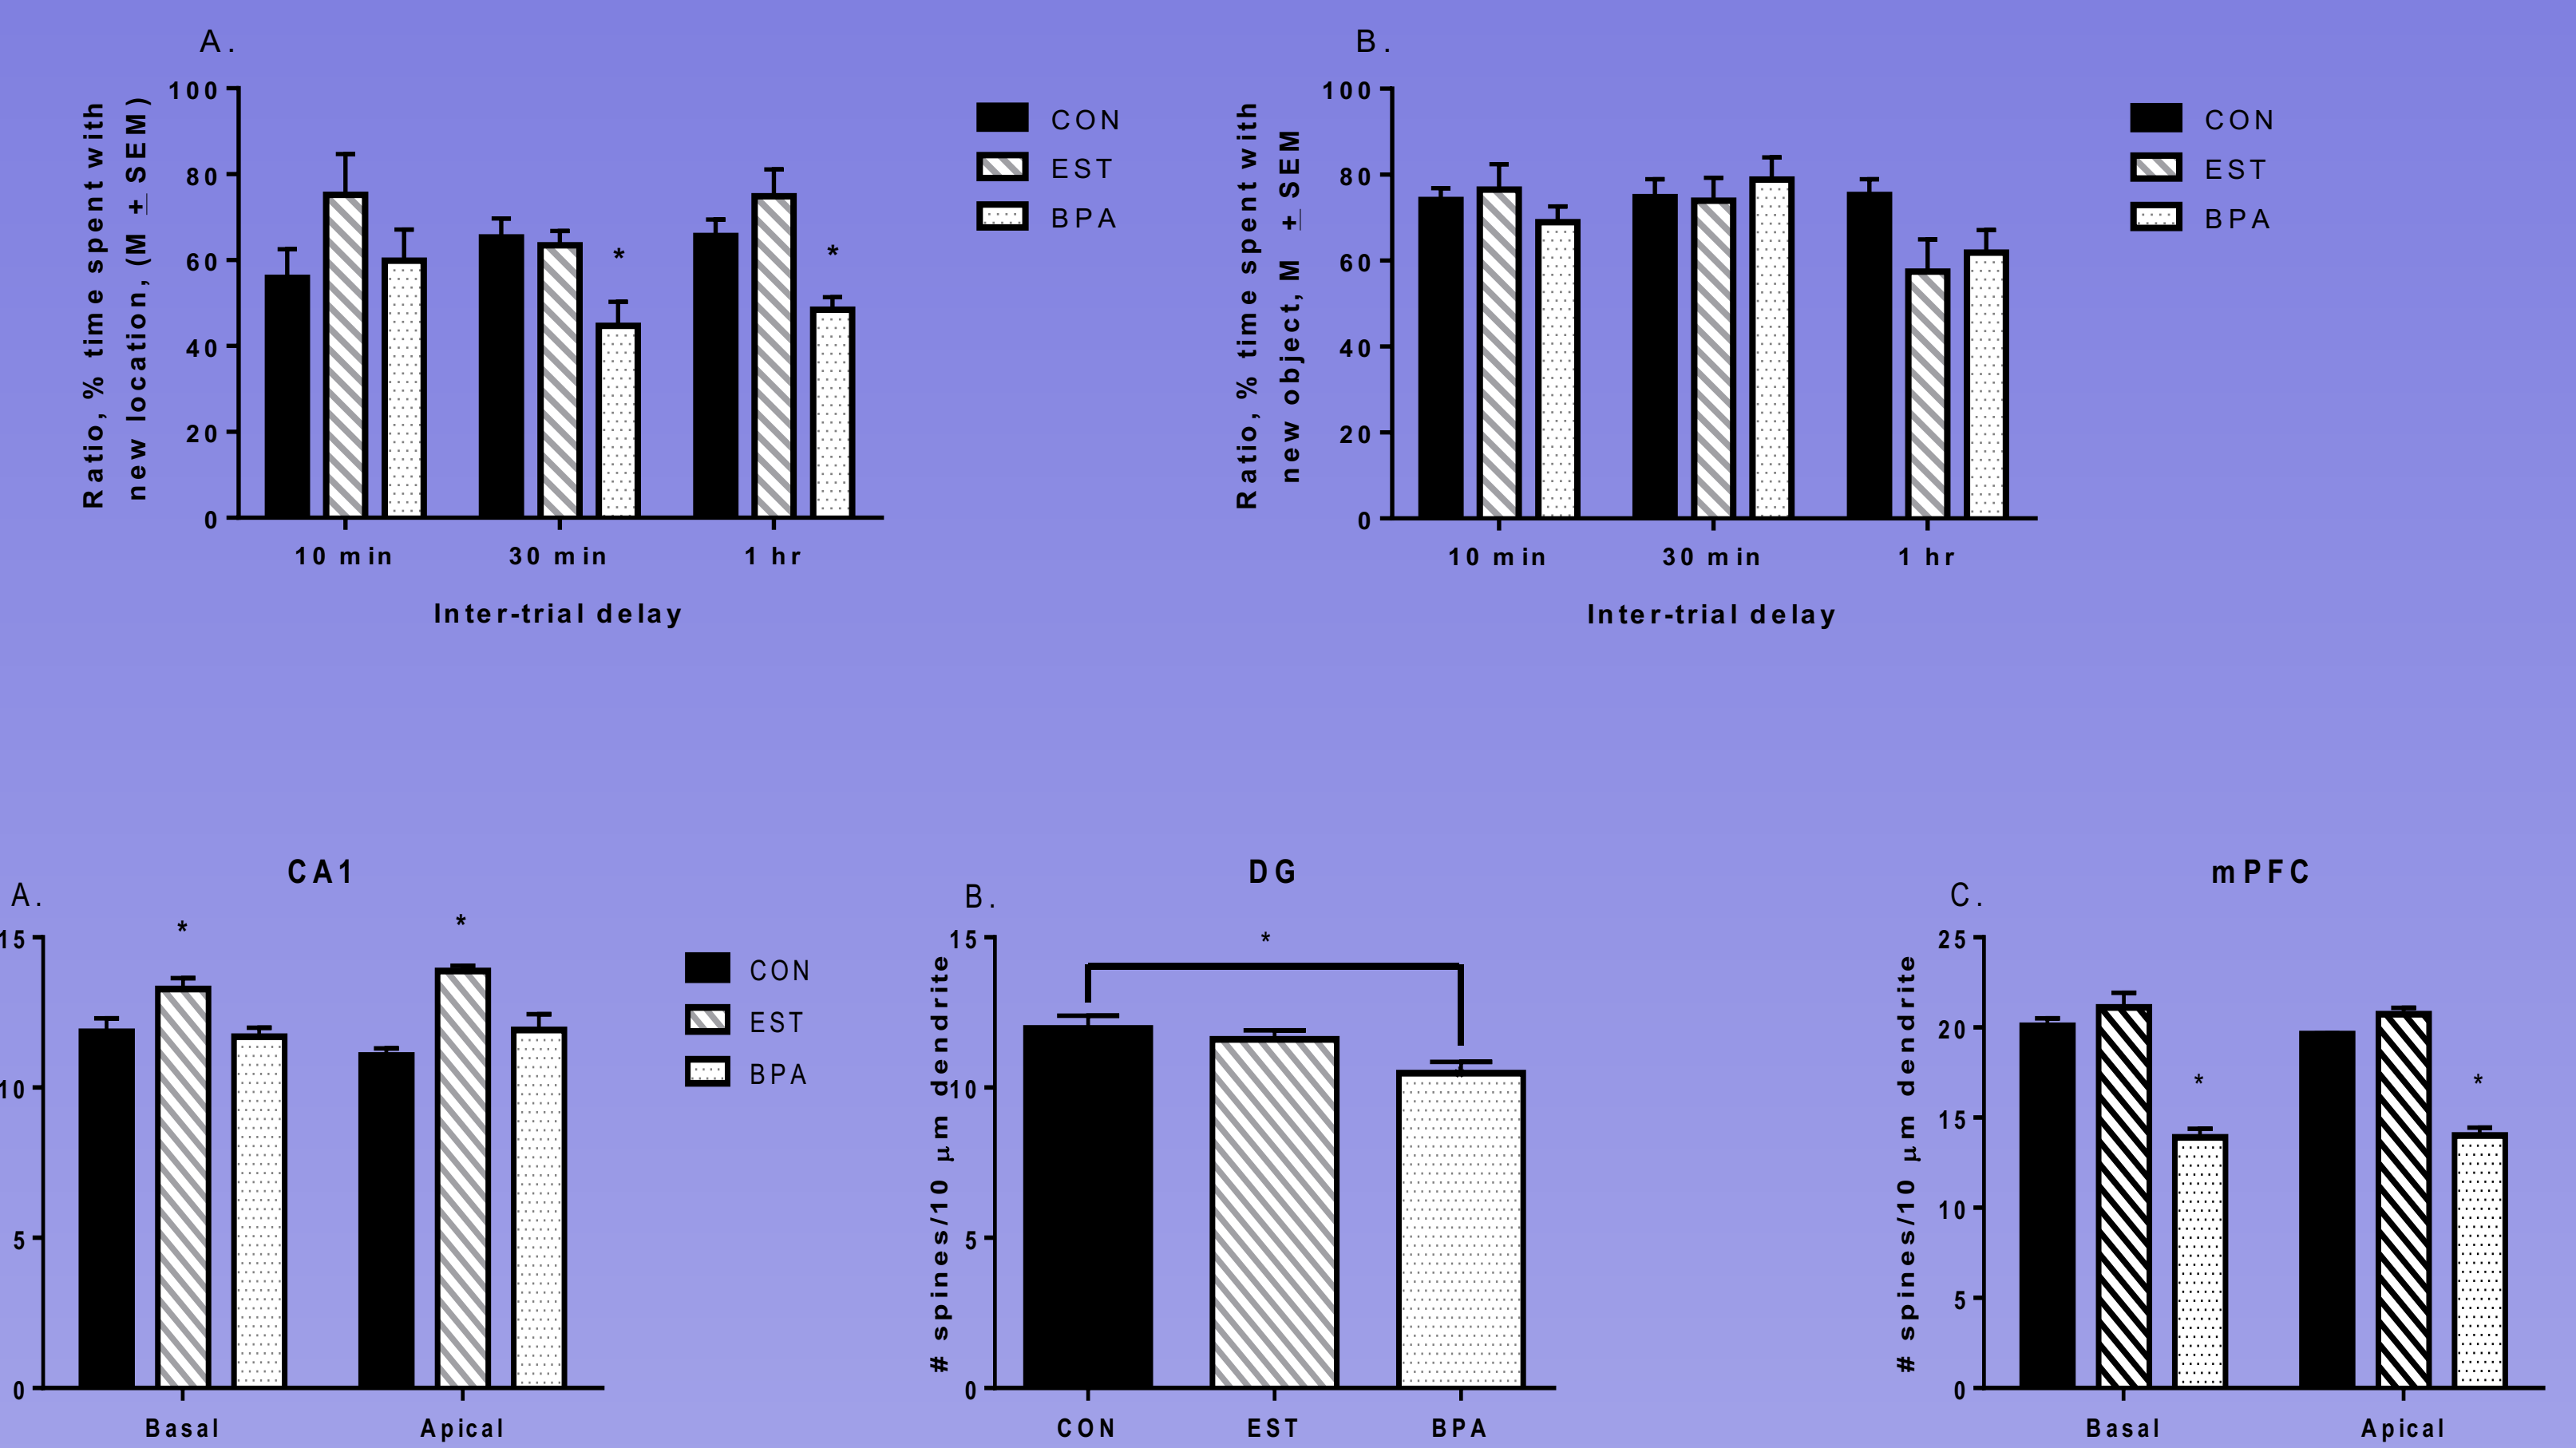 A.
B.
Ratio, % time spent with
new location, (M + SEM)
100
80
60
40
20
0
*
*
10 min
30 min
1 hr
Inter-trial delay
CON
EST
BPA
Ratio, % time spent with
new object, M + SEM
100
80
60
40
20
0
10 min
30 min
1 hr
Inter-trial delay
CON
EST
BPA
CA1
A.
15
10
5
0
*
*
Basal
Apical
CON
EST
BPA
DG
B.
# spines/10 µm dendrite
15
10
5
0
*
CON
EST
BPA
mPFC
C.
# spines/10 µm dendrite
25
20
15
10
5
0
*
*
Basal
Apical